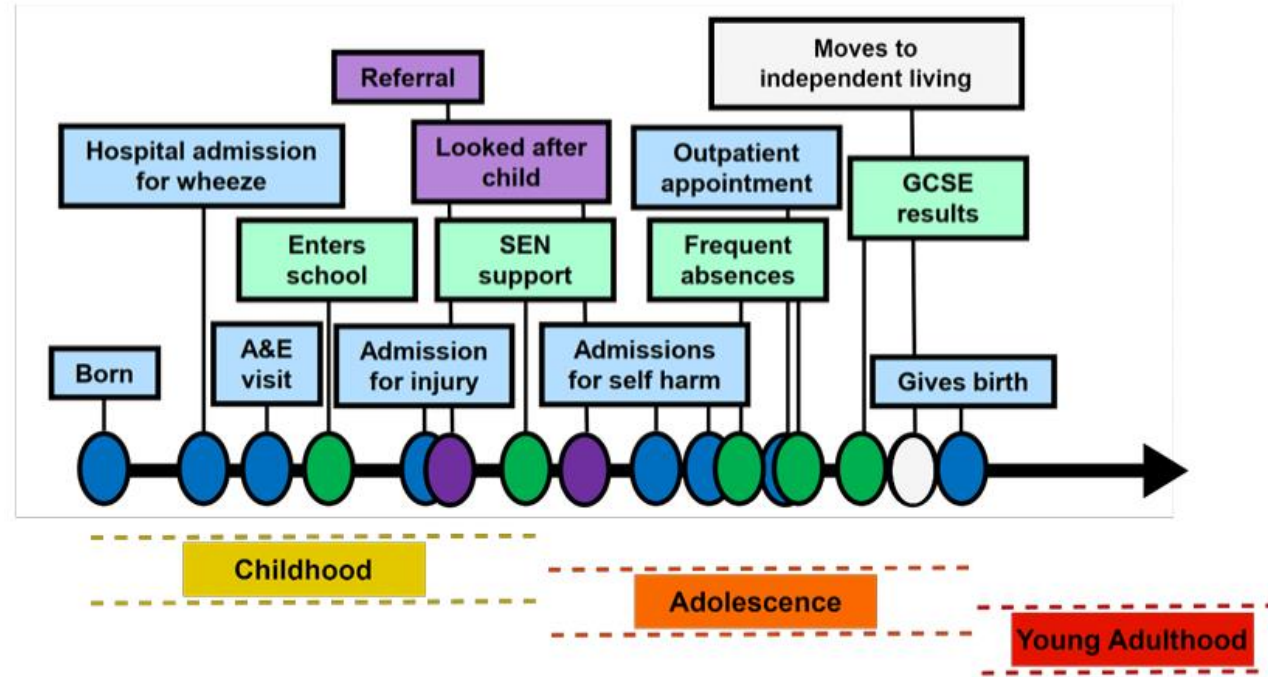 Moves to
independent living
Referral
Hospital admission
for wheeze
Looked after
child
Outpatient
appointment
GCSE
results
Enters
school
SEN
support
Frequent
absences
Born
A&E
visit
Admission
for injury
Admissions
for self harm
Gives birth
Childhood
Adolescence
Young Adulthood